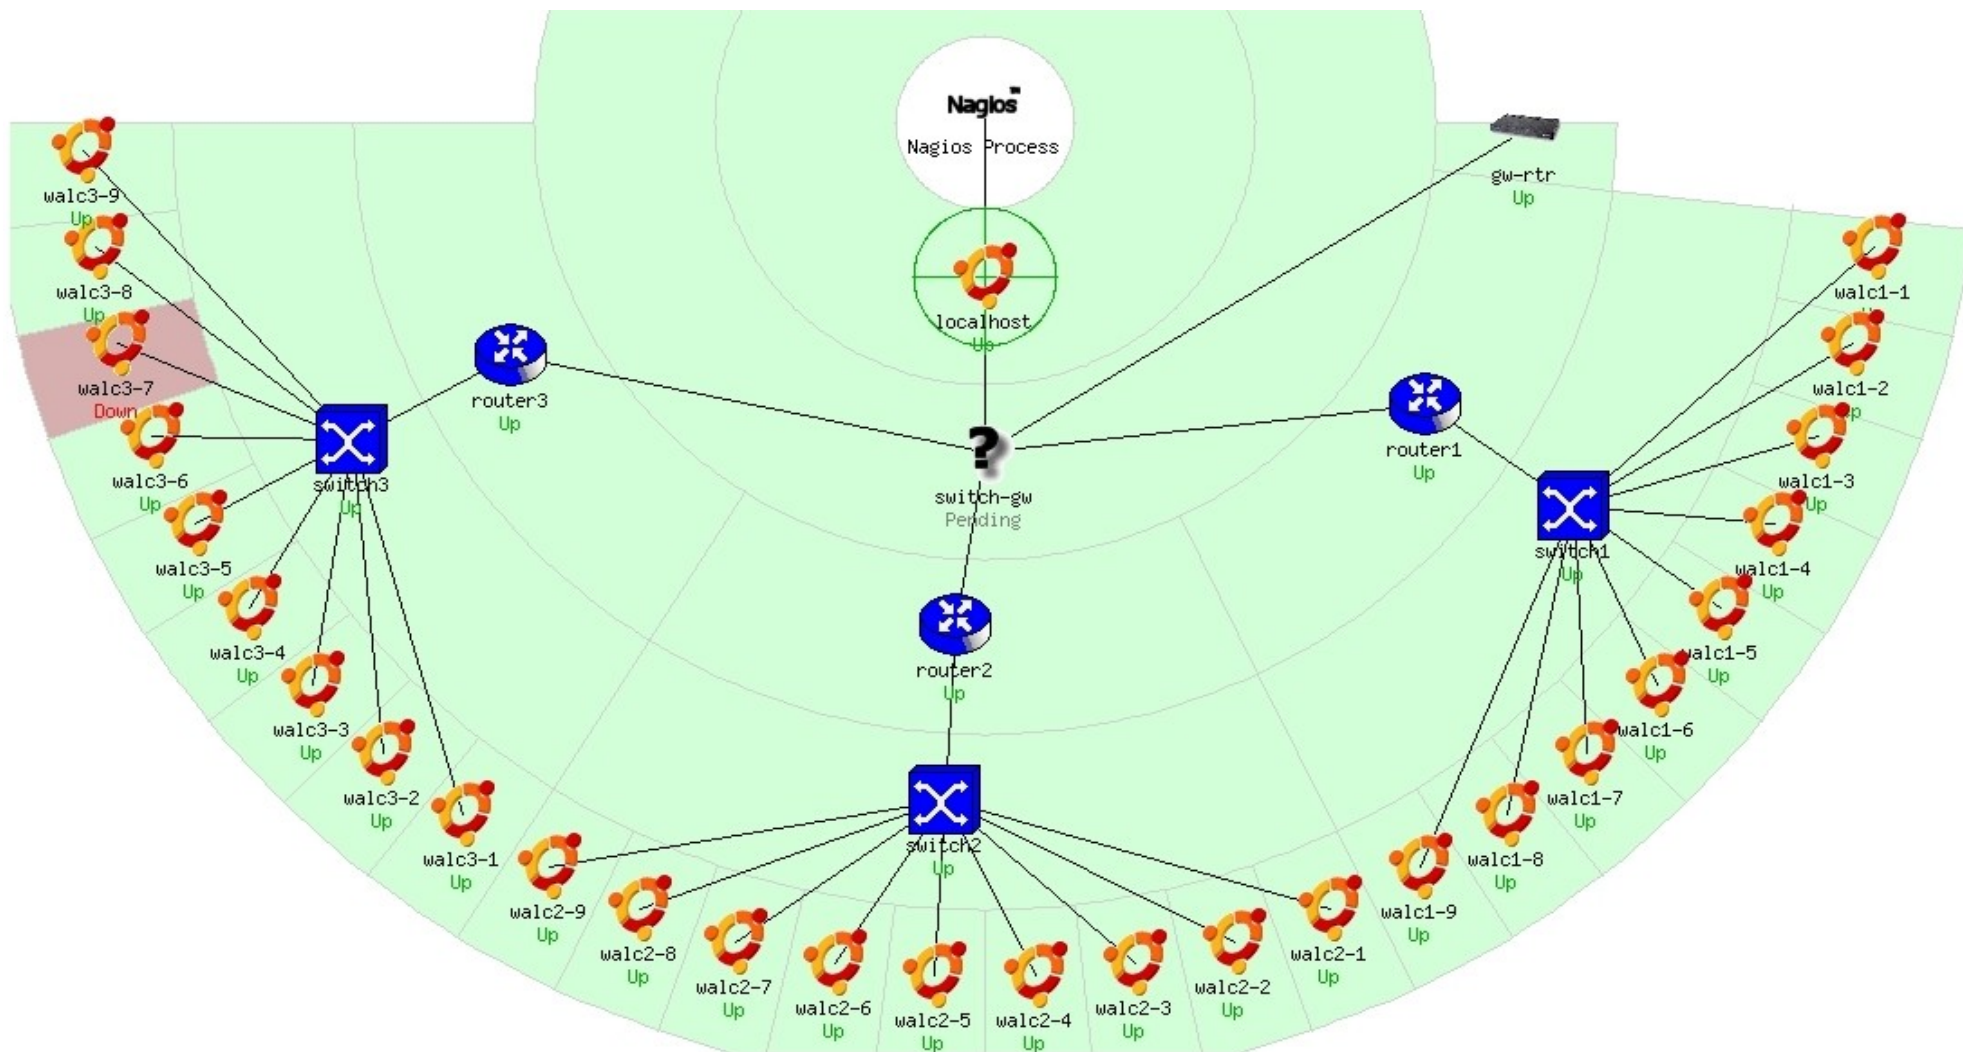 Nagios™
Nagios Process
localhost
Up
gw-rtr
Up
switch-gw
Pending
router3
Up
router1
Up
router2
Up
switch3
Up
switch1
Up
switch2
Up
walc3-9
Up
walc3-8
Up
walc3-7
Down
walc3-6
Up
walc3-5
Up
walc3-4
Up
walc3-3
Up
walc3-2
Up
walc3-1
Up
walc2-9
Up
walc2-8
Up
walc2-7
Up
walc2-6
Up
walc2-5
Up
walc2-4
Up
walc2-3
Up
walc2-2
Up
walc2-1
Up
walc1-9
Up
walc1-8
Up
walc1-7
Up
walc1-6
Up
walc1-5
Up
walc1-4
Up
walc1-3
Up
walc1-2
Up
walc1-1